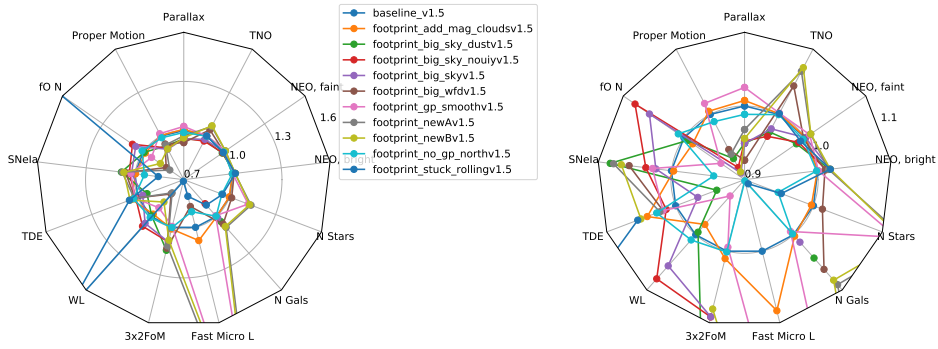 Parallax
TNO
NEO, faint
NEO, bright
N Stars
N Gals
Fast Micro L
3x2FoM
WL
TDE
SNeIa
fO N
Proper Motion
0.7
1.0
1.3
1.6
baseline_v1.5
footprint_add_mag_cloudsv1.5
footprint_big_sky_dustv1.5
footprint_big_sky_nouiyv1.5
footprint_big_skyv1.5
footprint_big_wfdv1.5
footprint_gp_smoothv1.5
footprint_newAv1.5
footprint_newBv1.5
footprint_no_gp_northv1.5
footprint_stuck_rollingv1.5
Parallax
TNO
NEO, faint
NEO, bright
N Stars
N Gals
Fast Micro L
3x2FoM
WL
TDE
SNeIa
fO N
Proper Motion
0.9
1.0
1.1